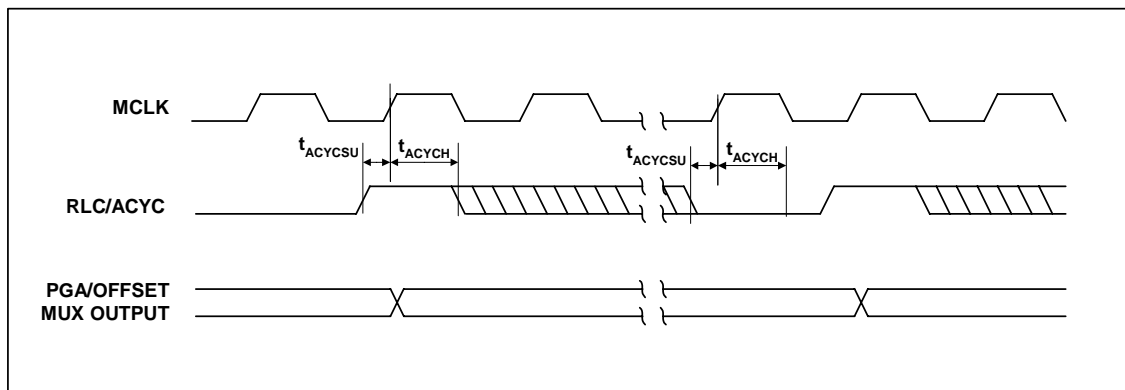 MCLK
tACYCSU
tACYCH
tACYCSU
tACYCH
RLC/ACYC
PGA/OFFSET
MUX OUTPUT